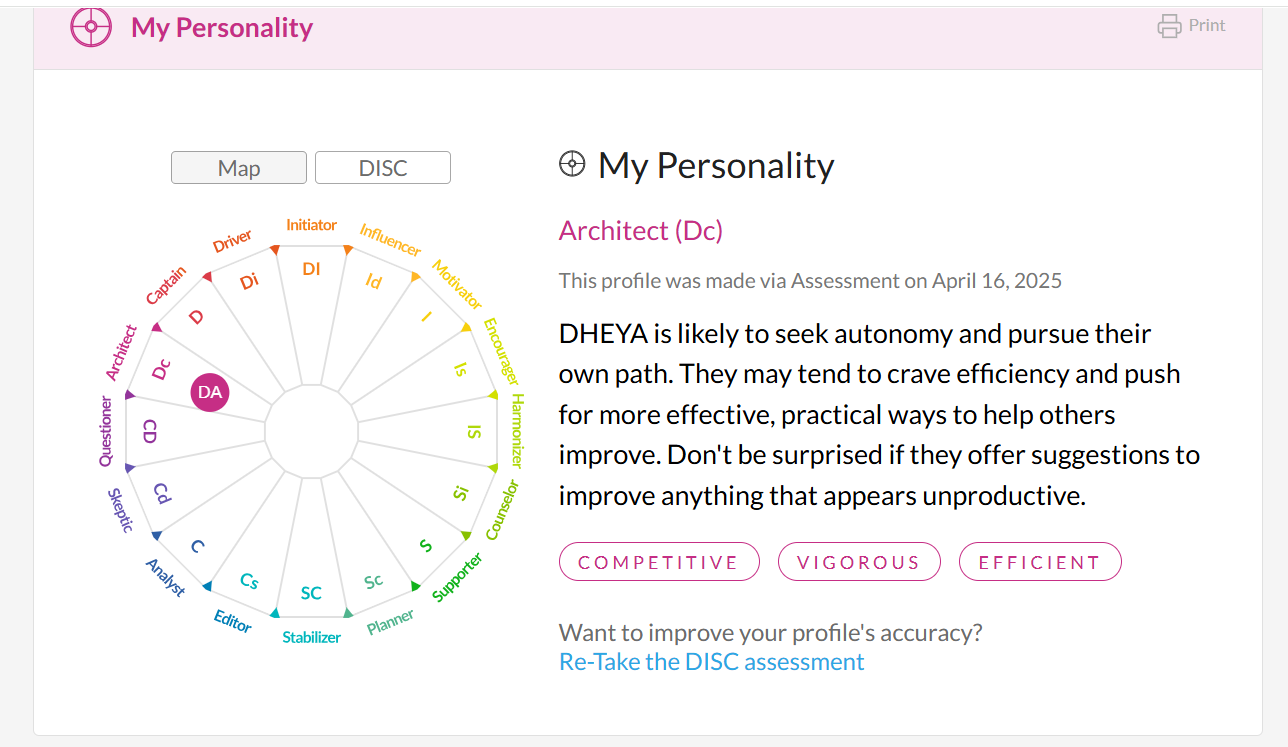 My Personality
Print
Map
DISC
Initiator
Influencer
Motivator
Encourager
Harmonizer
Counselor
Supporter
Planner
Stabilizer
Editor
Analyst
Skeptic
Questioner
Architect
Captain
Driver
DI
Id
I
Is
IS
Si
S
Sc
SC
Cs
C
Cd
CD
Dc
D
Di
DA
My Personality
Architect (Dc)
This profile was made via Assessment on April 16, 2025
DHEYA is likely to seek autonomy and pursue their
own path. They may tend to crave efficiency and push
for more effective, practical ways to help others
improve. Don't be surprised if they offer suggestions to
improve anything that appears unproductive.
COMPETITIVE
VIGOROUS
EFFICIENT
Want to improve your profile's accuracy?
Re-Take the DISC assessment